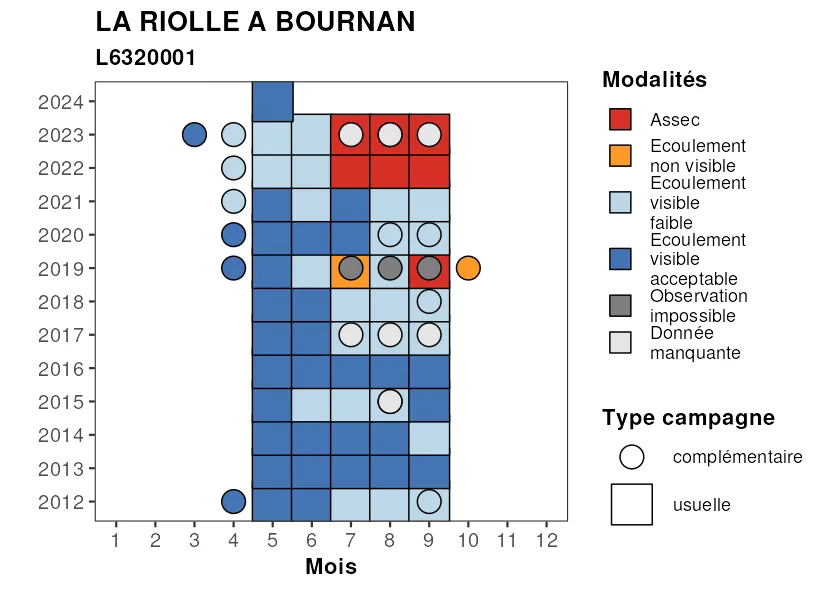 LA RIOLLE A BOURNAN
L6320001
2024
2023
2022
2021
2020
2019
2018
2017
2016
2015
2014
2013
2012
1 2 3 4 5 6 7 8 9 10 11 12
Mois
Modalités
Assec
Ecoulement
non visible
Ecoulement
visible
faible
Ecoulement
visible
acceptable
Observation
impossible
Donnée
manquante
Type campagne
complémentaire
usuelle